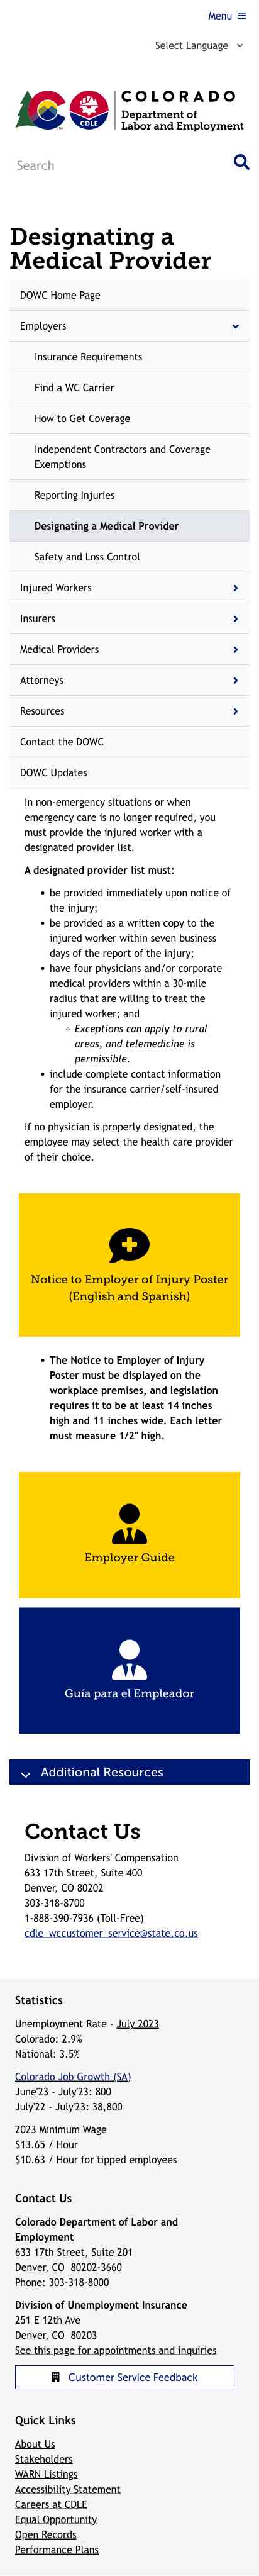 Menu
Select Language
CDLE
COLORADO
Department of
Labor and Employment
Search
Designating a
Medical Provider
DOWC Home Page
Employers
Insurance Requirements
Find a WC Carrier
How to Get Coverage
Independent Contractors and Coverage
Exemptions
Reporting Injuries
Designating a Medical Provider
Safety and Loss Control
Injured Workers
Insurers
Medical Providers
Attorneys
Resources
Contact the DOWC
DOWC Updates
In non-emergency situations or when
emergency care is no longer required, you
must provide the injured worker with a
designated provider list.
A designated provider list must:
• be provided immediately upon notice of
the injury;
• be provided as a written copy to the
injured worker within seven business
days of the report of the injury;
• have four physicians and/or corporate
medical providers within a 30-mile
radius that are willing to treat the
injured worker; and
◦ Exceptions can apply to rural
areas, and telemedicine is
permissible.
• include complete contact information
for the insurance carrier/self-insured
employer.
If no physician is properly designated, the
employee may select the health care provider
of their choice.
Notice to Employer of Injury Poster
(English and Spanish)
• The Notice to Employer of Injury
Poster must be displayed on the
workplace premises, and legislation
requires it to be at least 14 inches
high and 11 inches wide. Each letter
must measure 1/2" high.
Employer Guide
Guía para el Empleador
Additional Resources
Contact Us
Division of Workers' Compensation
633 17th Street, Suite 400
Denver, CO 80202
303-318-8700
1-888-390-7936 (Toll-Free)
cdle_wccustomer_service@state.co.us
Statistics
Unemployment Rate - July 2023
Colorado: 2.9%
National: 3.5%
Colorado Job Growth (SA)
June'23 - July'23: 800
July'22 - July'23: 38,800
2023 Minimum Wage
$13.65 / Hour
$10.63 / Hour for tipped employees
Contact Us
Colorado Department of Labor and
Employment
633 17th Street, Suite 201
Denver, CO 80202-3660
Phone: 303-318-8000
Division of Unemployment Insurance
251 E 12th Ave
Denver, CO 80203
See this page for appointments and inquiries
Customer Service Feedback
Quick Links
About Us
Stakeholders
WARN Listings
Accessibility Statement
Careers at CDLE
Equal Opportunity
Open Records
Performance Plans